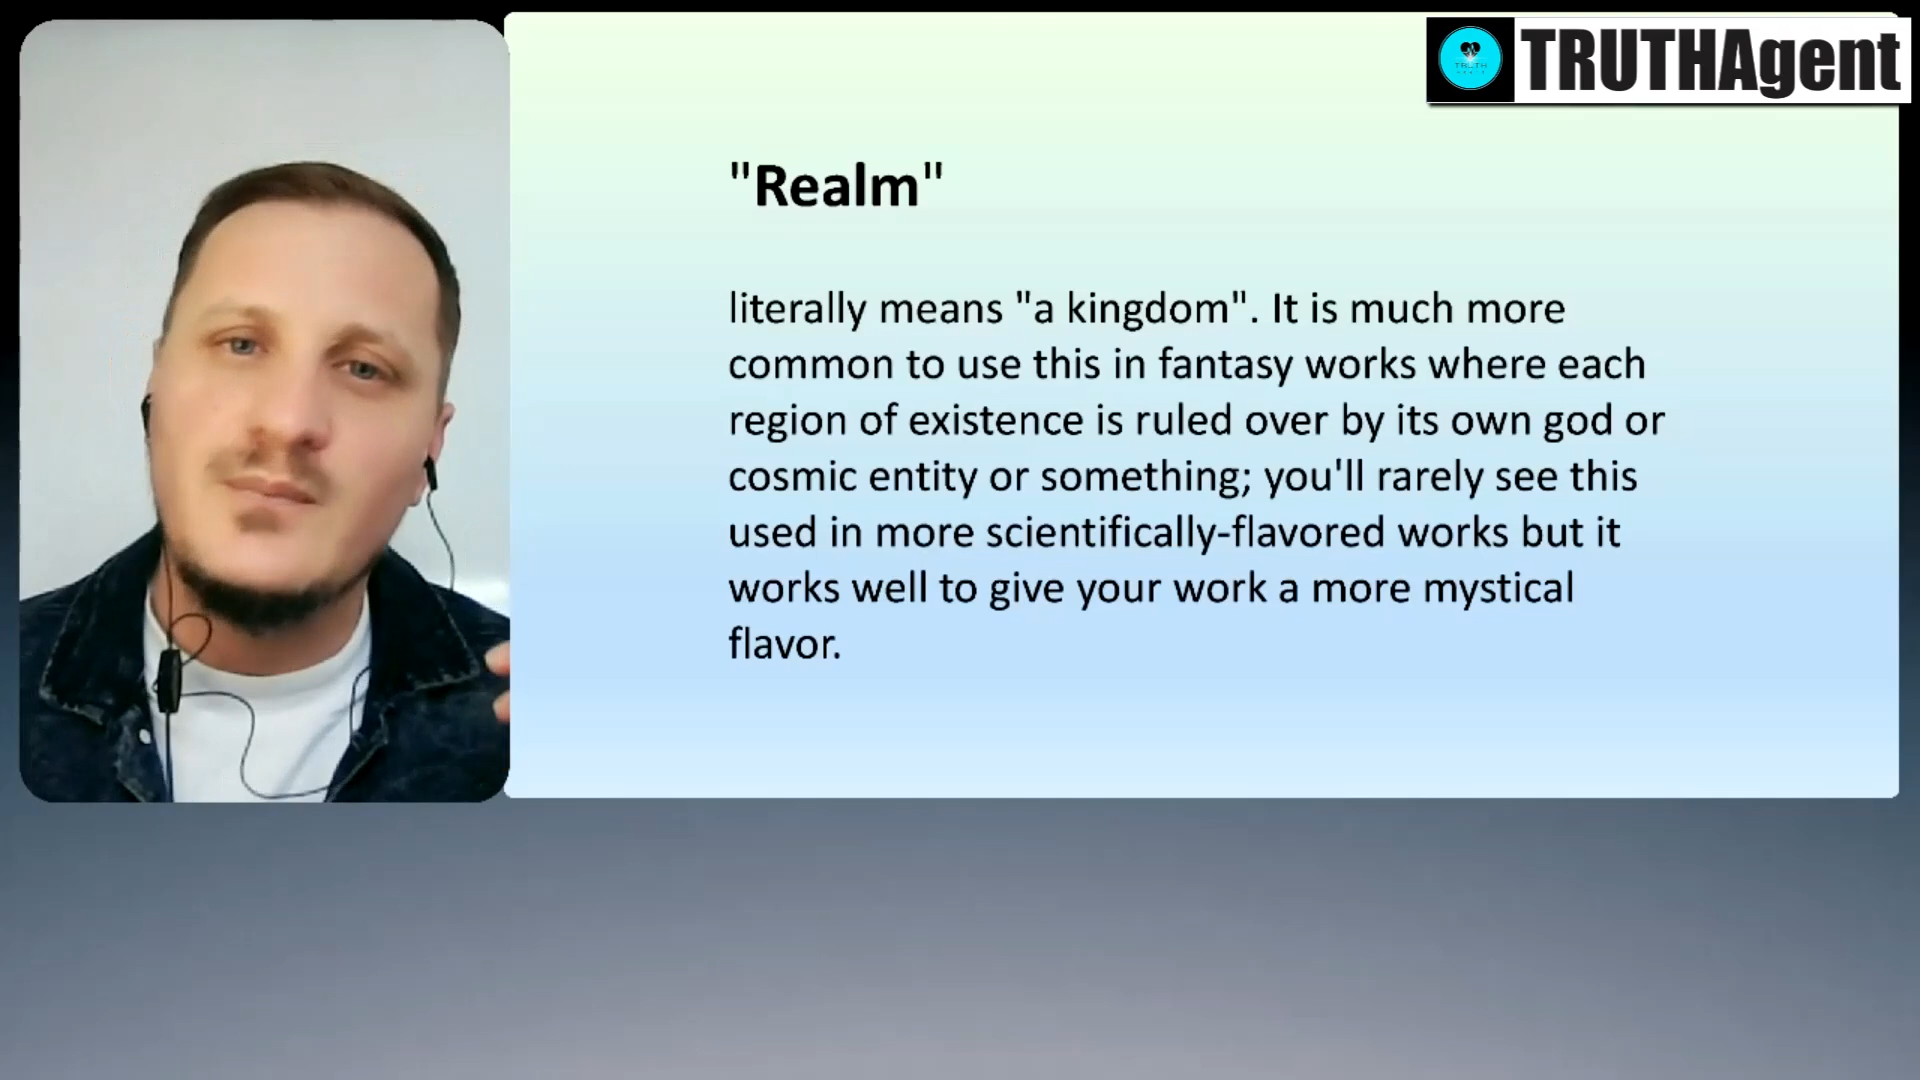 TRUTHAgent
"Realm"
literally means "a kingdom". It is much more
common to use this in fantasy works where each
region of existence is ruled over by its own god or
cosmic entity or something; you'll rarely see this
used in more scientifically-flavored works but it
works well to give your work a more mystical
flavor.